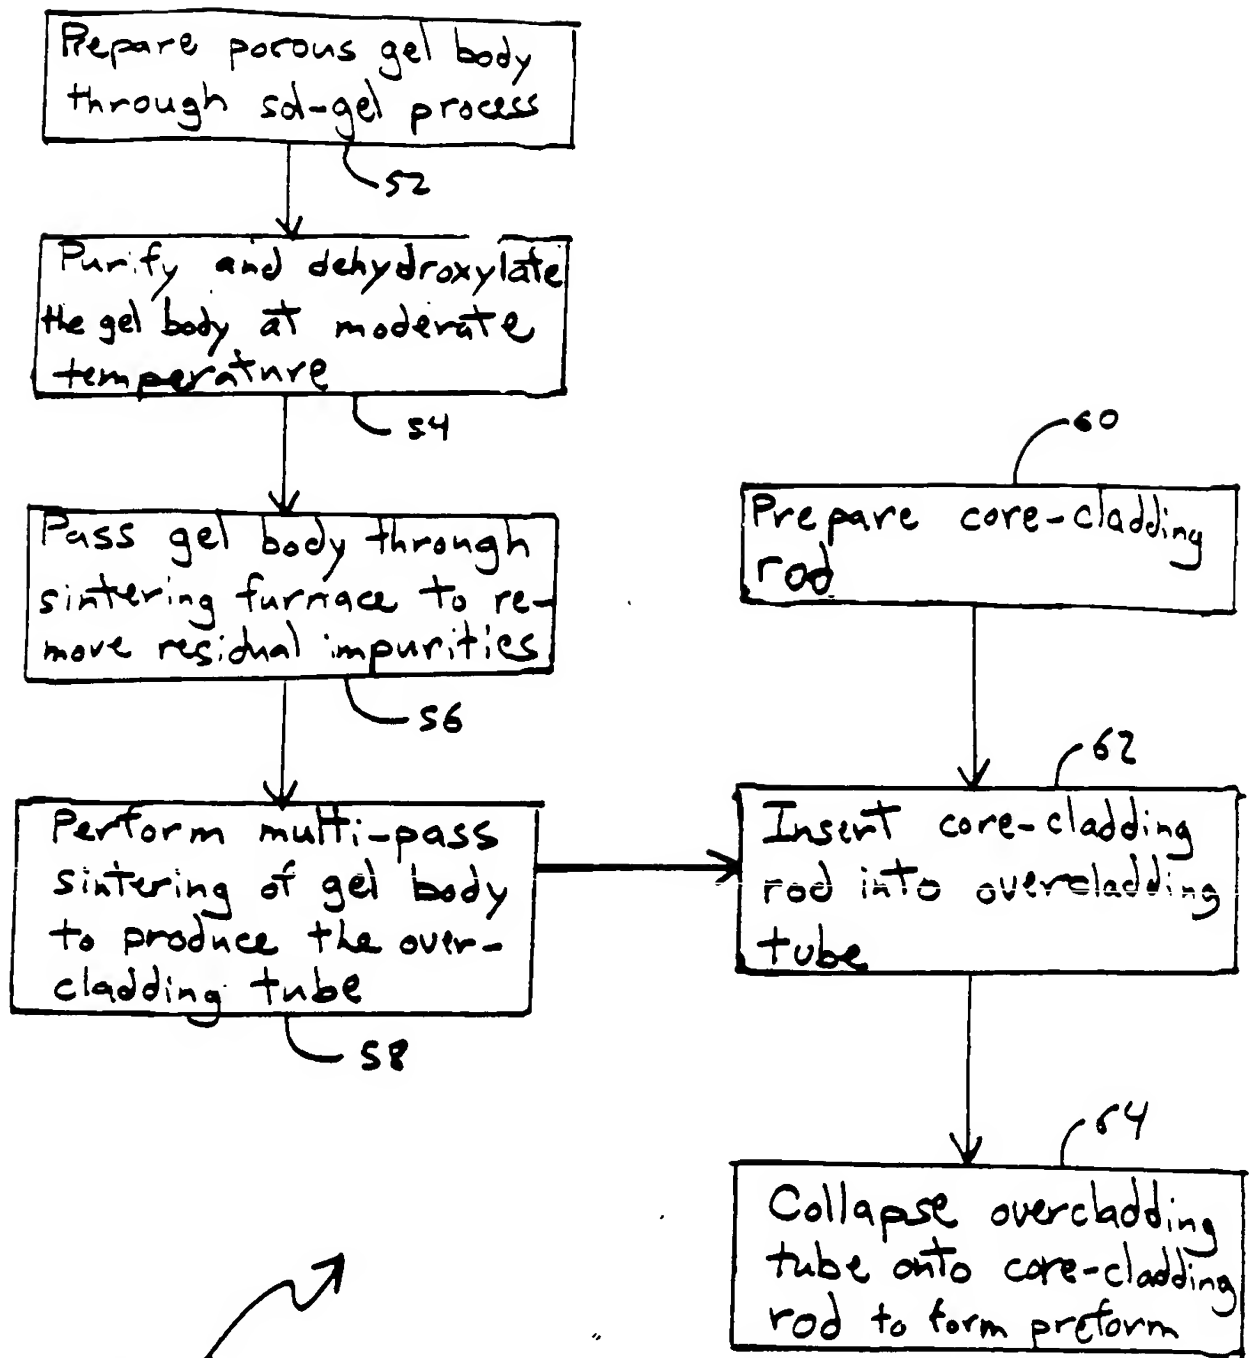 Prepare porous gel body
through sol-gel process
52
Purify and dehydroxylate
the gel body at moderate
temperature
54
Pass gel body through
sintering furnace to re-
move residual impurities
56
Perform multi-pass
sintering of gel body
to produce the over-
cladding tube
58
60
Prepare core-cladding
rod
62
Insert core-cladding
rod into overcladding
tube
64
Collapse overcladding
tube onto core-cladding
rod to form preform